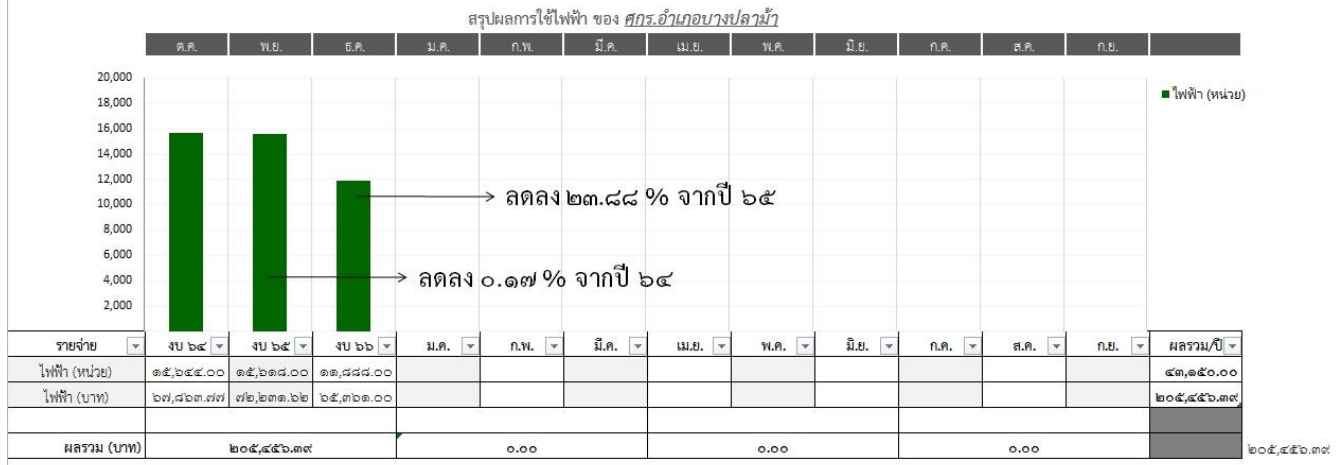 สรุปผลการใช้ไฟฟ้า ของ ศกร.อำเภอบางปลาม้า
ต.ค. พ.ย. ธ.ค. ม.ค. ก.พ. มี.ค. เม.ย. พ.ค. มิ.ย. ก.ค. ส.ค. ก.ย.
20,000
18,000
16,000
14,000
12,000
10,000
8,000
6,000
4,000
2,000
ไฟฟ้า (หน่วย)
ลดลง ๒๓.๘๘ % จากปี ๖๕
ลดลง ๐.๑๗ % จากปี ๖๔
รายจ่าย งบ ๖๔ งบ ๖๕ งบ ๖๖ ม.ค. ก.พ. มี.ค. เม.ย. พ.ค. มิ.ย. ก.ค. ส.ค. ก.ย. ผลรวม/ปี
ไฟฟ้า (หน่วย) ๑๕,๖๔๔.๐๐ ๑๕,๖๑๘.๐๐ ๑๑,๘๘๘.๐๐ ๔๓,๑๕๐.๐๐
ไฟฟ้า (บาท) ๖๗,๘๖๓.๗๗ ๗๒,๒๓๑.๖๒ ๖๕,๓๖๑.๐๐ ๒๐๕,๔๕๖.๓๙
ผลรวม (บาท) ๒๐๕,๔๕๖.๓๙ ๐.๐๐ ๐.๐๐ ๐.๐๐ ๒๐๕,๔๕๖.๓๙